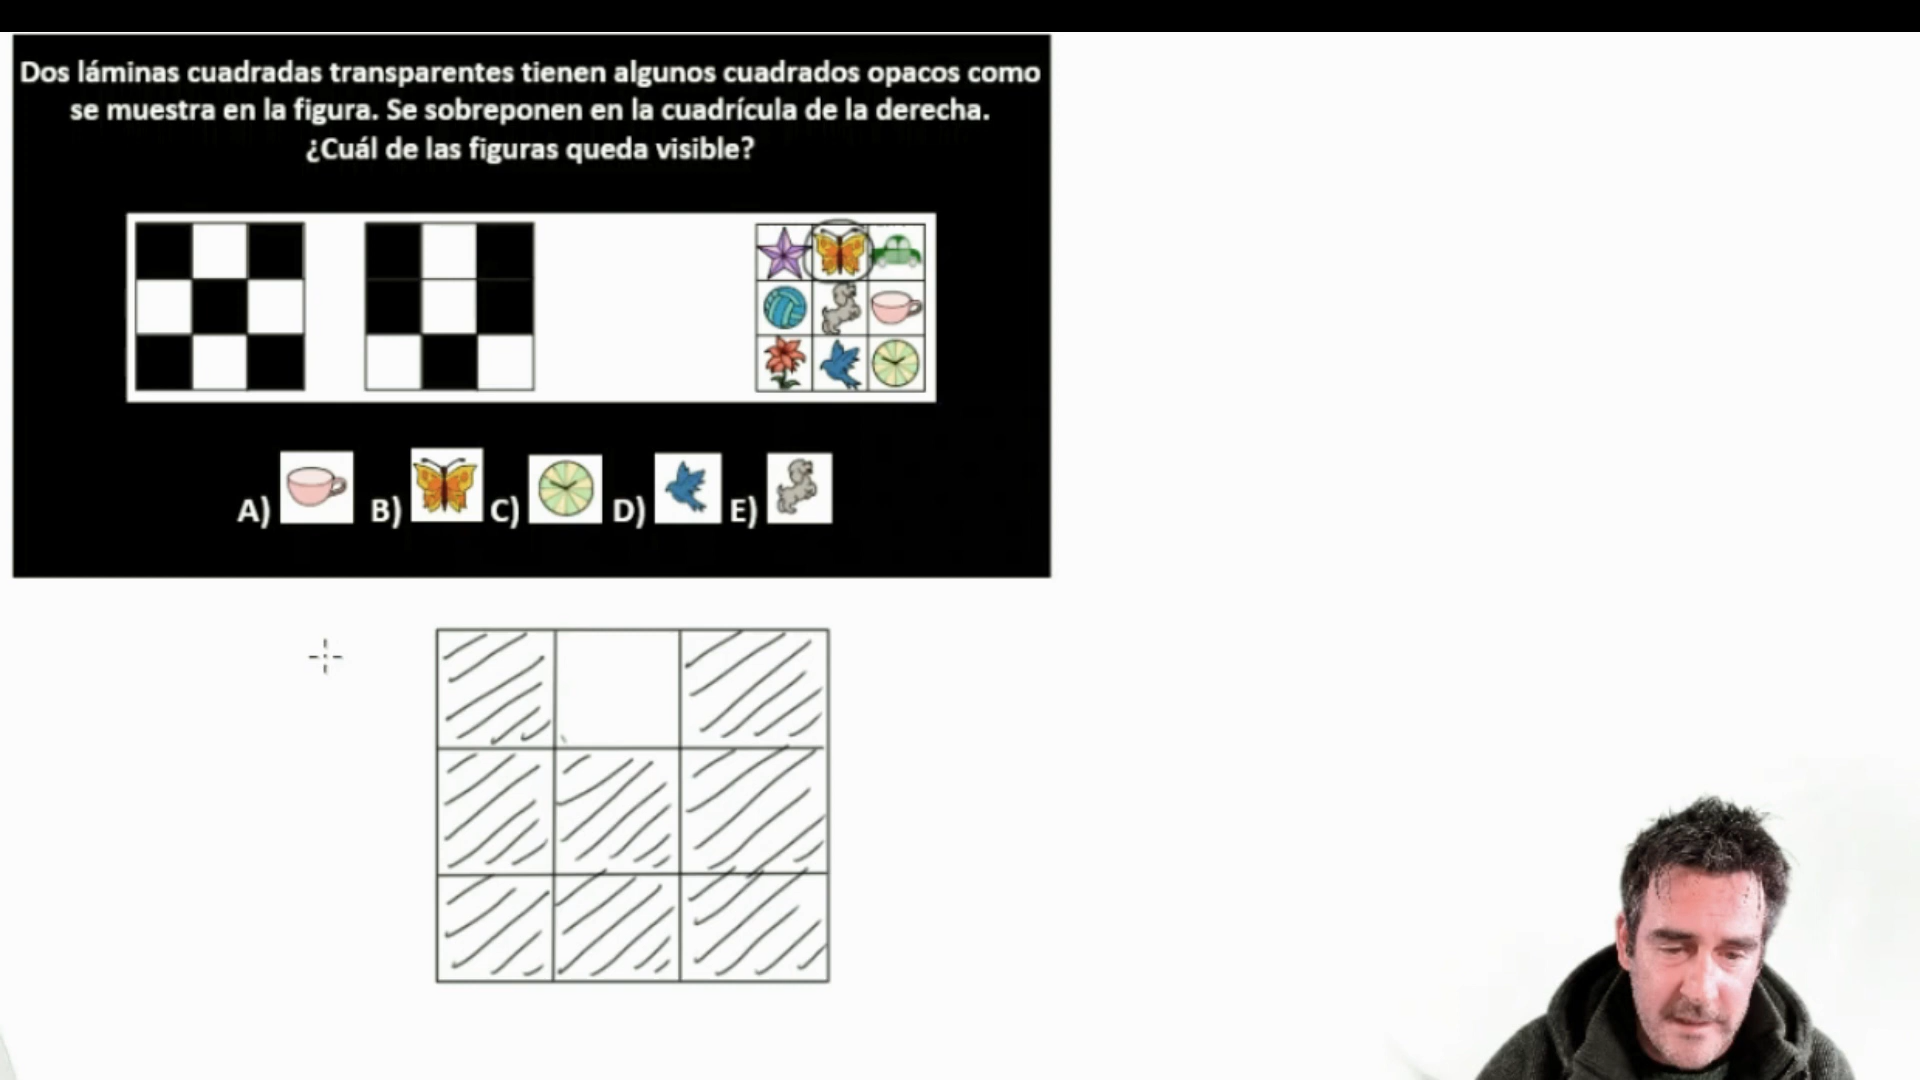 Dos láminas cuadradas transparentes tienen algunos cuadrados opacos como
se muestra en la figura. Se sobreponen en la cuadrícula de la derecha.
¿Cuál de las figuras queda visible?
A) B) C) D) E)